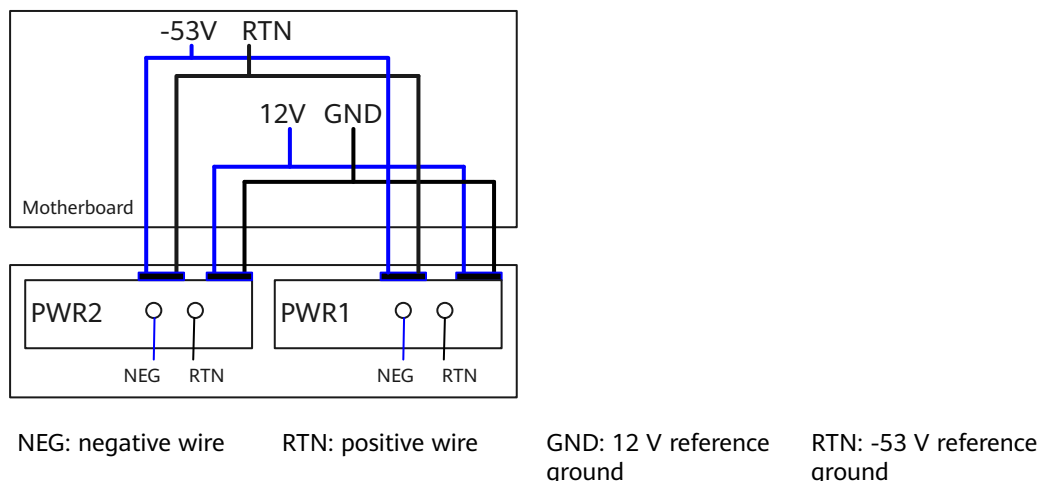 -53V RTN
12V GND
Motherboard
PWR2 PWR1
NEG RTN NEG RTN
NEG: negative wire RTN: positive wire GND: 12 V reference ground RTN: -53 V reference ground